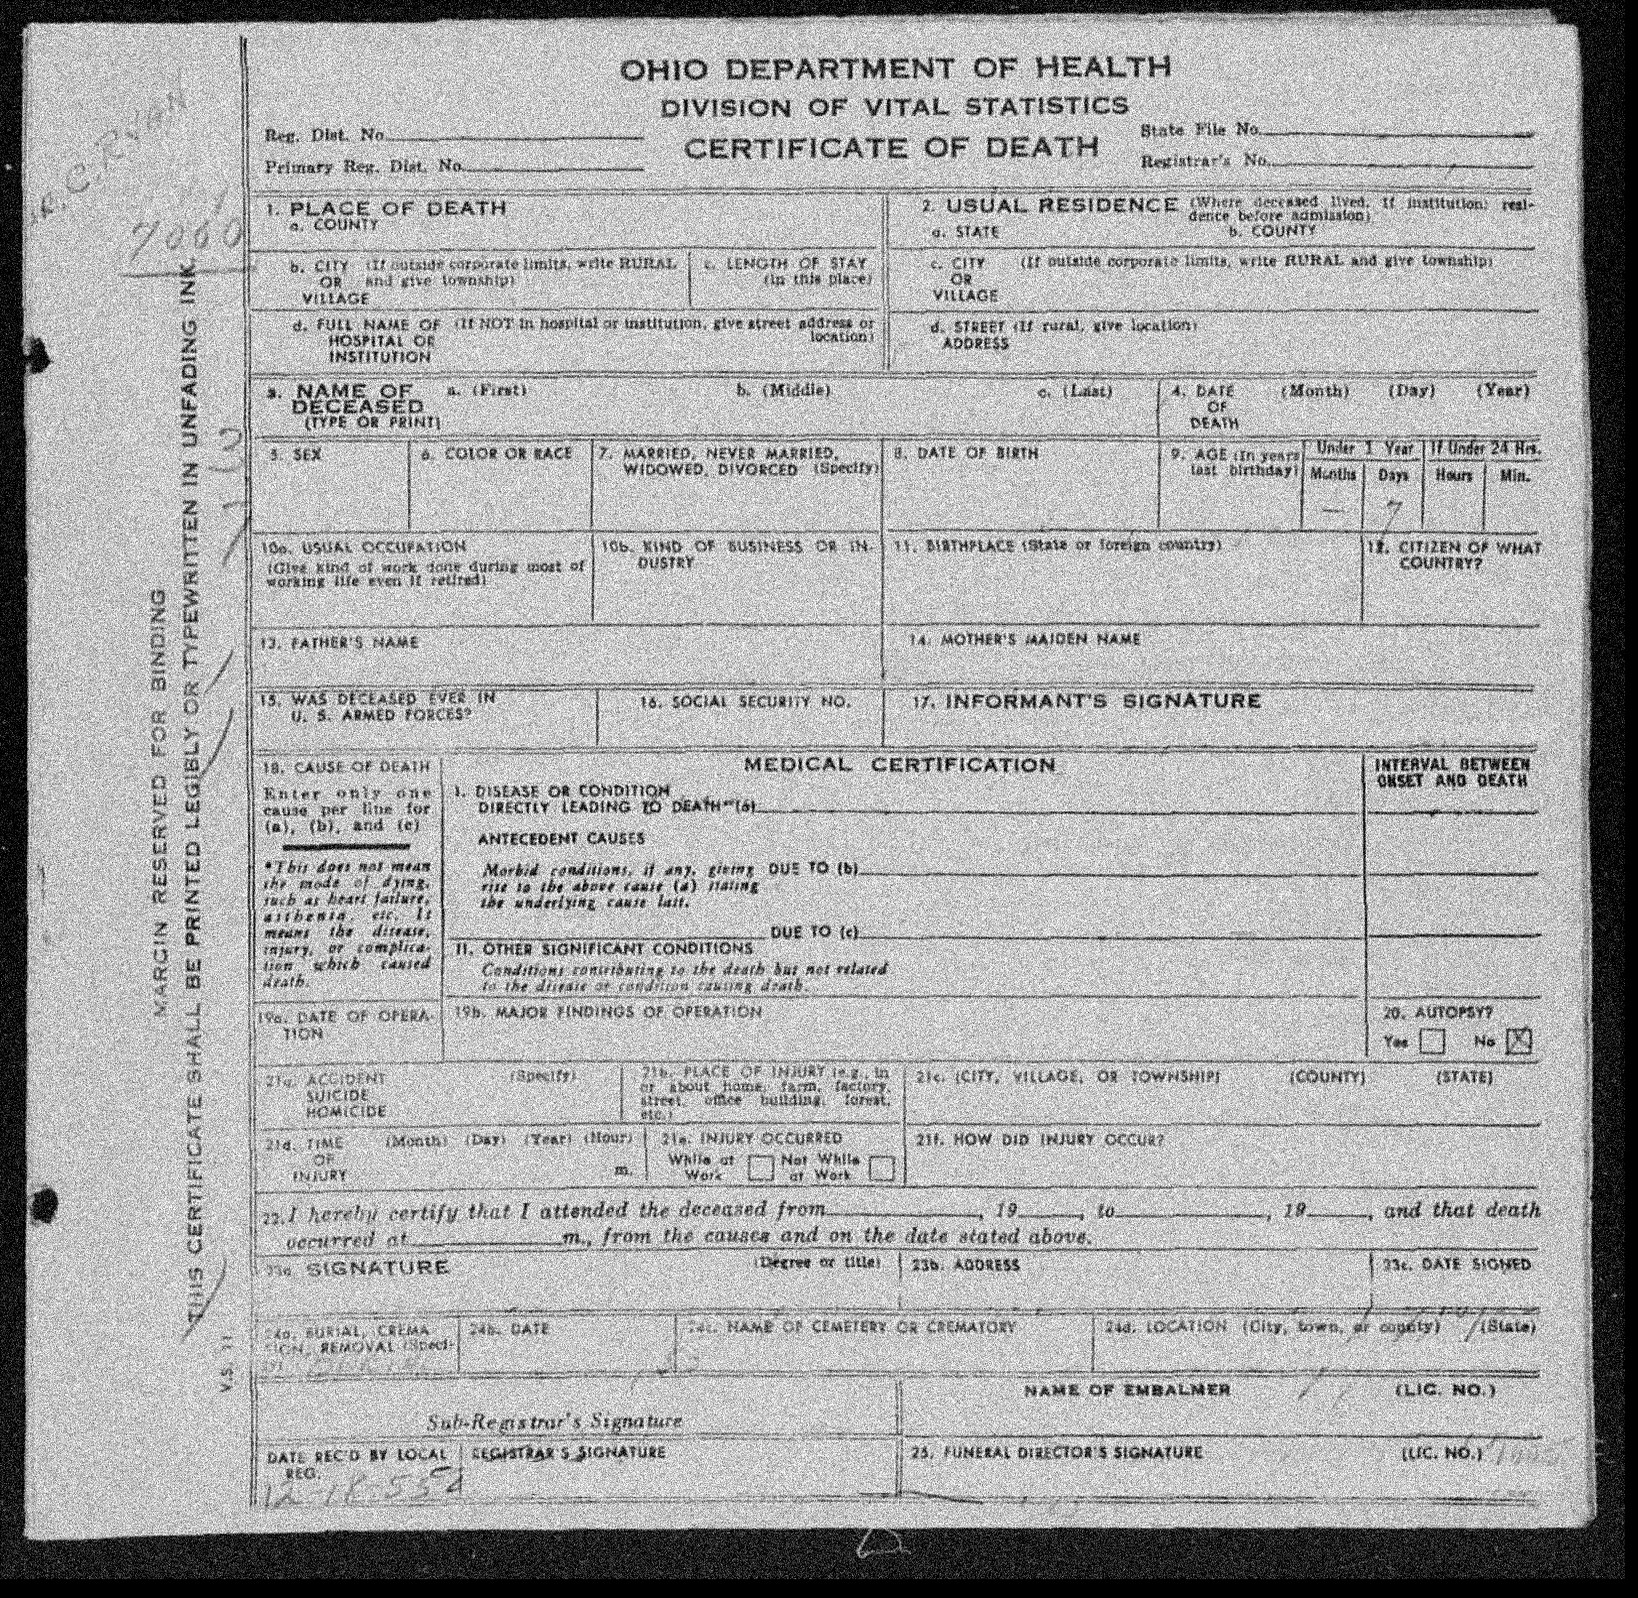 OHIO DEPARTMENT OF HEALTH
DIVISION OF VITAL STATISTICS
CERTIFICATE OF DEATH
Reg. Dist. No.
Primary Reg. Dist. No.
State File No.
Registrar's No.
C. RYAN
7060
3
7
MARGIN RESERVED FOR BINDING
THIS CERTIFICATE SHALL BE PRINTED LEGIBLY OR TYPEWRITTEN IN UNFADING INK.
V.S. 11
1. PLACE OF DEATH
a. COUNTY
2. USUAL RESIDENCE (Where deceased lived. If institution: resi-
dence before admission)
a. STATE b. COUNTY
b. CITY (If outside corporate limits, write RURAL
OR and give township)
VILLAGE
c. LENGTH OF STAY
(in this place)
c. CITY (If outside corporate limits, write RURAL and give township)
OR
VILLAGE
d. FULL NAME OF (If NOT in hospital or institution, give street address or
HOSPITAL OR location)
INSTITUTION
d. STREET (If rural, give location)
ADDRESS
3. NAME OF a. (First) b. (Middle) c. (Last)
DECEASED
(TYPE OR PRINT)
4. DATE (Month) (Day) (Year)
OF
DEATH
5. SEX
6. COLOR OR RACE
7. MARRIED, NEVER MARRIED,
WIDOWED, DIVORCED (Specify)
8. DATE OF BIRTH
9. AGE (In years
last birthday)
Under 1 Year
Months Days
— 7
If Under 24 Hrs.
Hours Min.
10a. USUAL OCCUPATION
(Give kind of work done during most of
working life even if retired)
10b. KIND OF BUSINESS OR IN-
DUSTRY
11. BIRTHPLACE (State or foreign country)
12. CITIZEN OF WHAT
COUNTRY?
13. FATHER'S NAME
14. MOTHER'S MAIDEN NAME
15. WAS DECEASED EVER IN
U. S. ARMED FORCES?
16. SOCIAL SECURITY NO.
17. INFORMANT'S SIGNATURE
18. CAUSE OF DEATH
Enter only one
cause per line for
(a), (b), and (c)
*This does not mean
the mode of dying,
such as heart failure,
asthenia, etc. It
means the disease,
injury, or complica-
tion which caused
death.
MEDICAL CERTIFICATION
I. DISEASE OR CONDITION
DIRECTLY LEADING TO DEATH*(a)
ANTECEDENT CAUSES
Morbid conditions, if any, giving DUE TO (b)
rise to the above cause (a) stating
the underlying cause last.
DUE TO (c)
II. OTHER SIGNIFICANT CONDITIONS
Conditions contributing to the death but not related
to the disease or condition causing death.
INTERVAL BETWEEN
ONSET AND DEATH
19a. DATE OF OPERA-
TION
19b. MAJOR FINDINGS OF OPERATION
20. AUTOPSY?
Yes No X
21a. ACCIDENT (Specify)
SUICIDE
HOMICIDE
21b. PLACE OF INJURY (e.g., in
or about home, farm, factory,
street, office building, forest,
etc.)
21c. (CITY, VILLAGE, OR TOWNSHIP) (COUNTY) (STATE)
21d. TIME (Month) (Day) (Year) (Hour)
OF
INJURY m.
21e. INJURY OCCURRED
While at Not While
Work at Work
21f. HOW DID INJURY OCCUR?
22. I hereby certify that I attended the deceased from , 19 , to , 19 , and that death
occurred at m., from the causes and on the date stated above.
23a. SIGNATURE (Degree or title)
23b. ADDRESS
23c. DATE SIGNED
24a. BURIAL, CREMA-
TION, REMOVAL (Speci-
24b. DATE
24c. NAME OF CEMETERY OR CREMATORY
24d. LOCATION (City, town, or county) (State)
Sub-Registrar's Signature
NAME OF EMBALMER (LIC. NO.)
DATE REC'D BY LOCAL
REG.
12-18-55
REGISTRAR'S SIGNATURE
25. FUNERAL DIRECTOR'S SIGNATURE (LIC. NO.)